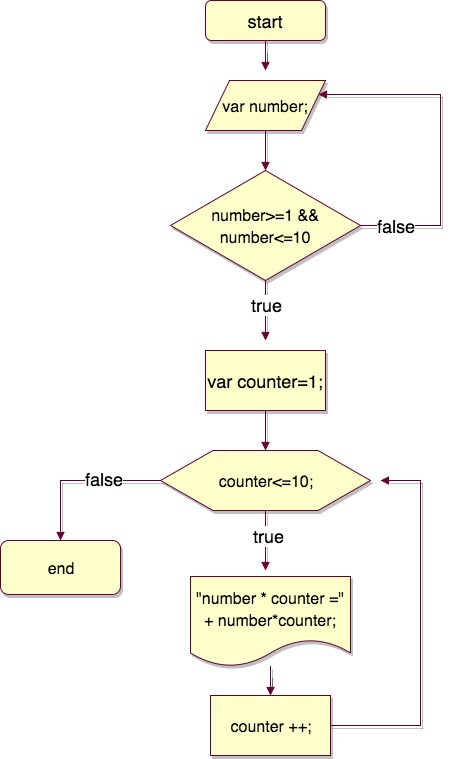 start
var number;
number>=1 &&
number<=10
false
true
var counter=1;
counter<=10;
false
true
end
"number * counter ="
+ number*counter;
counter ++;